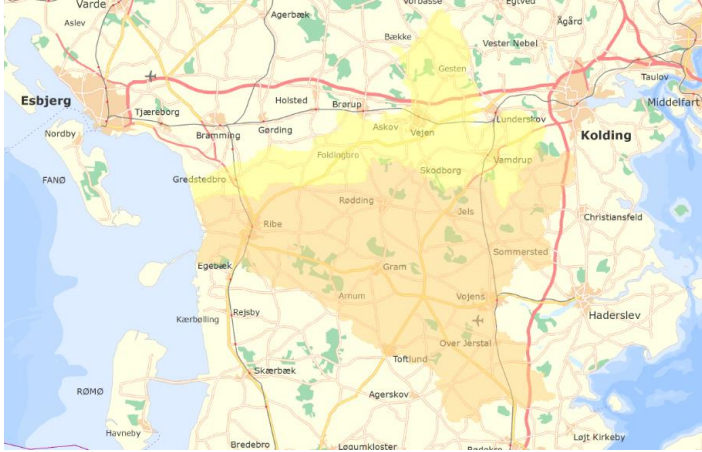 Varde
Vorbasse
Egtved
Agerbæk
Aslev
Ågård
Bække
Vester Nebel
Gesten
Taulov
Esbjerg
Holsted
Brørup
Middelfart
Tjæreborg
Lunderskov
Nordby
Bramming
Gørding
Askov
Vejen
Kolding
Foldingbro
Vamdrup
Skodborg
FANØ
Gredstedbro
Rødding
Jels
Christiansfeld
Ribe
Sommersted
Egebæk
Gram
Arnum
Vojens
Kærbølling
Rejsby
Haderslev
Over Jerstal
Toftlund
Skærbæk
RØMØ
Agerskov
Havneby
Løjt Kirkeby
Bredebro
Løgumkloster
Rødekro